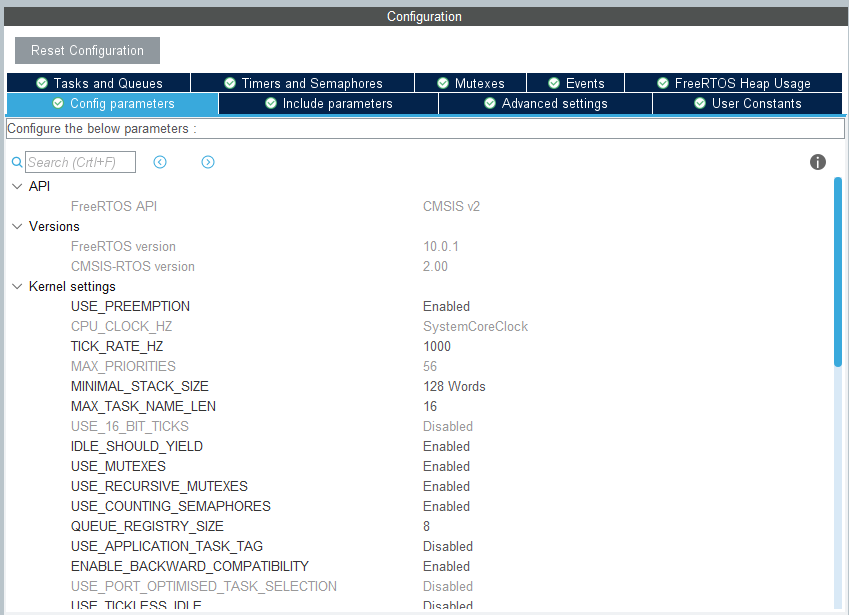 Configuration
Reset Configuration
Tasks and Queues Timers and Semaphores Mutexes Events FreeRTOS Heap Usage
Config parameters Include parameters Advanced settings User Constants
Configure the below parameters :
Search (Crtl+F)
API
FreeRTOS API CMSIS v2
Versions
FreeRTOS version 10.0.1
CMSIS-RTOS version 2.00
Kernel settings
USE_PREEMPTION Enabled
CPU_CLOCK_HZ SystemCoreClock
TICK_RATE_HZ 1000
MAX_PRIORITIES 56
MINIMAL_STACK_SIZE 128 Words
MAX_TASK_NAME_LEN 16
USE_16_BIT_TICKS Disabled
IDLE_SHOULD_YIELD Enabled
USE_MUTEXES Enabled
USE_RECURSIVE_MUTEXES Enabled
USE_COUNTING_SEMAPHORES Enabled
QUEUE_REGISTRY_SIZE 8
USE_APPLICATION_TASK_TAG Disabled
ENABLE_BACKWARD_COMPATIBILITY Enabled
USE_PORT_OPTIMISED_TASK_SELECTION Disabled
USE_TICKLESS_IDLE Disabled